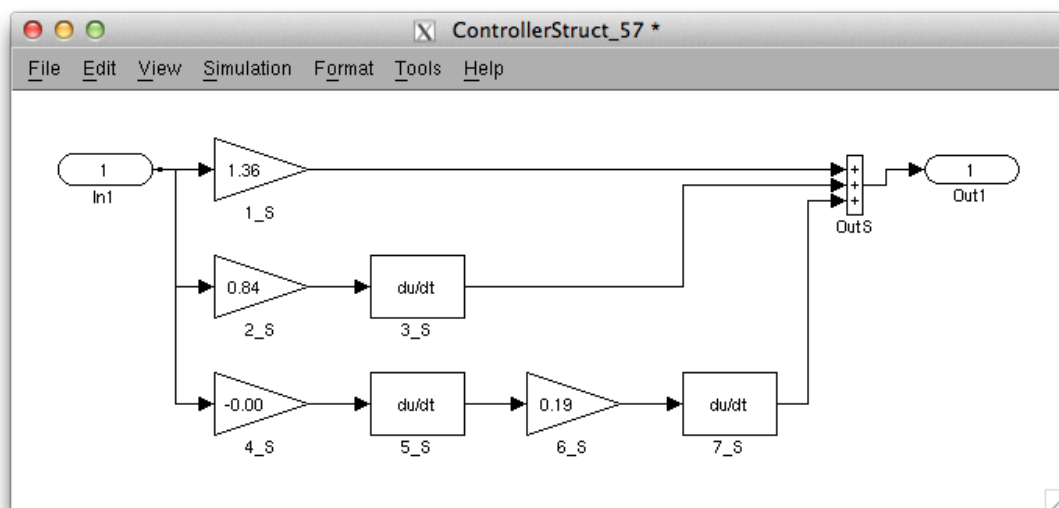 ControllerStruct_57 *
File Edit View Simulation Format Tools Help
1
In1
1.36
1_S
+
+
+
OutS
1
Out1
0.84
2_S
du/dt
3_S
-0.00
4_S
du/dt
5_S
0.19
6_S
du/dt
7_S